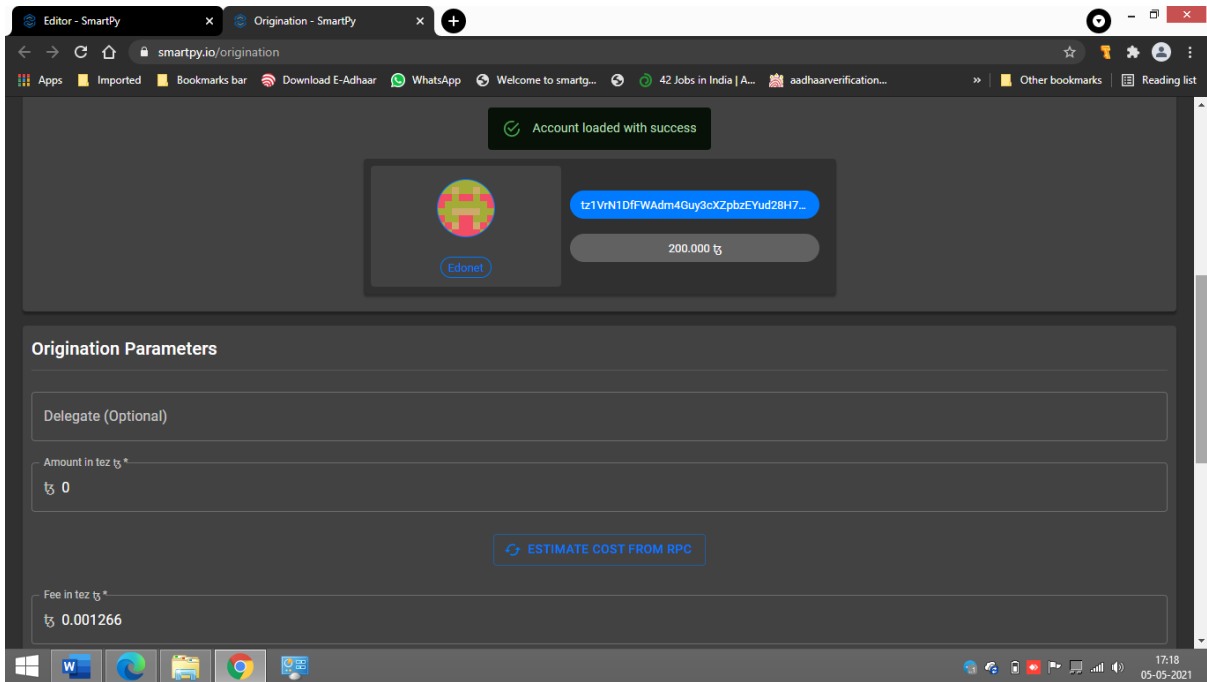 Editor - SmartPy
Origination - SmartPy
smartpy.io/origination
Apps Imported Bookmarks bar Download E-Adhaar WhatsApp Welcome to smartg... 42 Jobs in India | A... aadhaarverification... » Other bookmarks Reading list
Account loaded with success
tz1VrN1DfFWAdm4Guy3cXZpbzEYud28H7...
200.000 ꜩ
Edonet
Origination Parameters
Delegate (Optional)
Amount in tez ꜩ *
ꜩ 0
ESTIMATE COST FROM RPC
Fee in tez ꜩ *
ꜩ 0.001266
17:18
05-05-2021